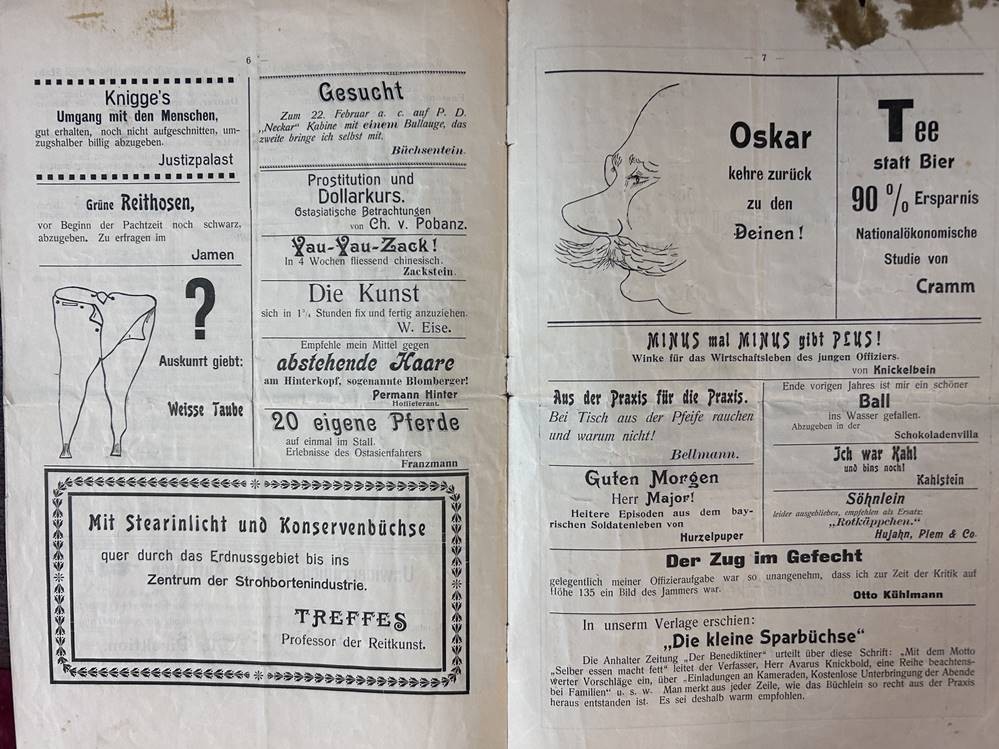 — 6 —
Knigge's
Umgang mit den Menschen,
gut erhalten, noch nicht aufgeschnitten, um-
zugshalber billig abzugeben.
Justizpalast
Grüne Reithosen,
vor Beginn der Pachtzeit noch schwarz,
abzugeben. Zu erfragen im
Jamen
?
Auskunft giebt:
Weisse Taube
Gesucht
Zum 22. Februar a. c. auf P. D.
„Neckar“ Kabine mit einem Bullauge, das
zweite bringe ich selbst mit.
Büchsentein.
Prostitution und
Dollarkurs.
Ostasiatische Betrachtungen
von Ch. v. Pobanz.
Yau-Yau-Zack!
In 4 Wochen fliessend chinesisch.
Zackstein.
Die Kunst
sich in 1¾ Stunden fix und fertig anzuziehen.
W. Eise.
Empfehle mein Mittel gegen
abstehende Haare
am Hinterkopf, sogenannte Blomberger!
Permann Hinter
Hoflieferant.
20 eigene Pferde
auf einmal im Stall.
Erlebnisse des Ostasienfahrers
Franzmann
Mit Stearinlicht und Konservenbüchse
quer durch das Erdnussgebiet bis ins
Zentrum der Strohbortenindustrie.
TREFFES
Professor der Reitkunst.
— 7 —
Oskar
kehre zurück
zu den
Deinen!
Tee
statt Bier
90 % Ersparnis
Nationalökonomische
Studie von
Cramm
MINUS mal MINUS gibt PLUS!
Winke für das Wirtschaftsleben des jungen Offiziers.
von Knickelbein
Aus der Praxis für die Praxis.
Bei Tisch aus der Pfeife rauchen
und warum nicht!
Bellmann.
Guten Morgen
Herr Major!
Heitere Episoden aus dem bay-
rischen Soldatenleben von
Hurzelpuper
Ende vorigen Jahres ist mir ein schöner
Ball
ins Wasser gefallen.
Abzugeben in der
Schokoladenvilla
Ich war Kahl
und bins noch!
Kahlstein
Söhnlein
leider ausgeblieben, empfehlen als Ersatz:
„Rotkäppchen.“
Hujahn, Plem & Co.
Der Zug im Gefecht
gelegentlich meiner Offizieraufgabe war so unangenehm, dass ich zur Zeit der Kritik auf
Höhe 135 ein Bild des Jammers war.
Otto Kühlmann
In unserm Verlage erschien:
„Die kleine Sparbüchse“
Die Anhalter Zeitung „Der Benediktiner“ urteilt über diese Schrift: „Mit dem Motto
„Selber essen macht fett“ leitet der Verfasser, Herr Avarus Knickbold, eine Reihe beachtens-
werter Vorschläge ein, über „Einladungen an Kameraden, Kostenlose Unterbringung der Abende
bei Familien“ u. s. w. Man merkt aus jeder Zeile, wie das Büchlein so recht aus der Praxis
heraus entstanden ist. Es sei deshalb warm empfohlen.